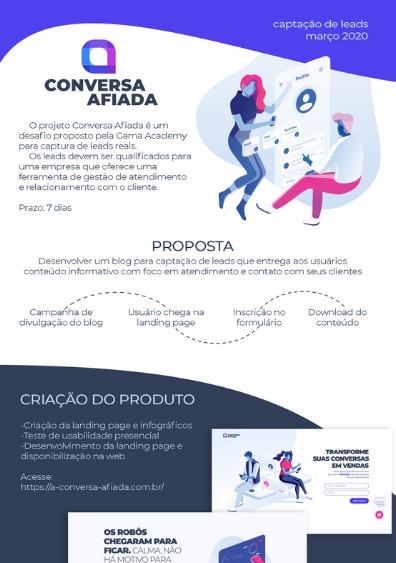 captação de leads
março 2020
CONVERSA
AFIADA
O projeto Conversa Afiada é um
desafio proposto pela Gama Academy
para captura de leads reais.
Os leads devem ser qualificados para
uma empresa que oferece uma
ferramenta de gestão de atendimento
e relacionamento com o cliente.
Prazo: 7 dias
Profile
PROPOSTA
Desenvolver um blog para captação de leads que entrega aos usuários
conteúdo informativo com foco em atendimento e contato com seus clientes
Campanha de
divulgação do blog
Usuário chega na
landing page
Inscrição no
formulário
Download do
conteúdo
CRIAÇÃO DO PRODUTO
-Criação da landing page e infográficos
-Teste de usabilidade presencial
-Desenvolvimento da landing page e
disponibilização na web
Acesse:
https://a-conversa-afiada.com.br/
CONVERSA
AFIADA
TRANSFORME
SUAS CONVERSAS
EM VENDAS
OS ROBÔS
CHEGARAM PARA
FICAR. CALMA, NÃO
HÁ MOTIVO PARA